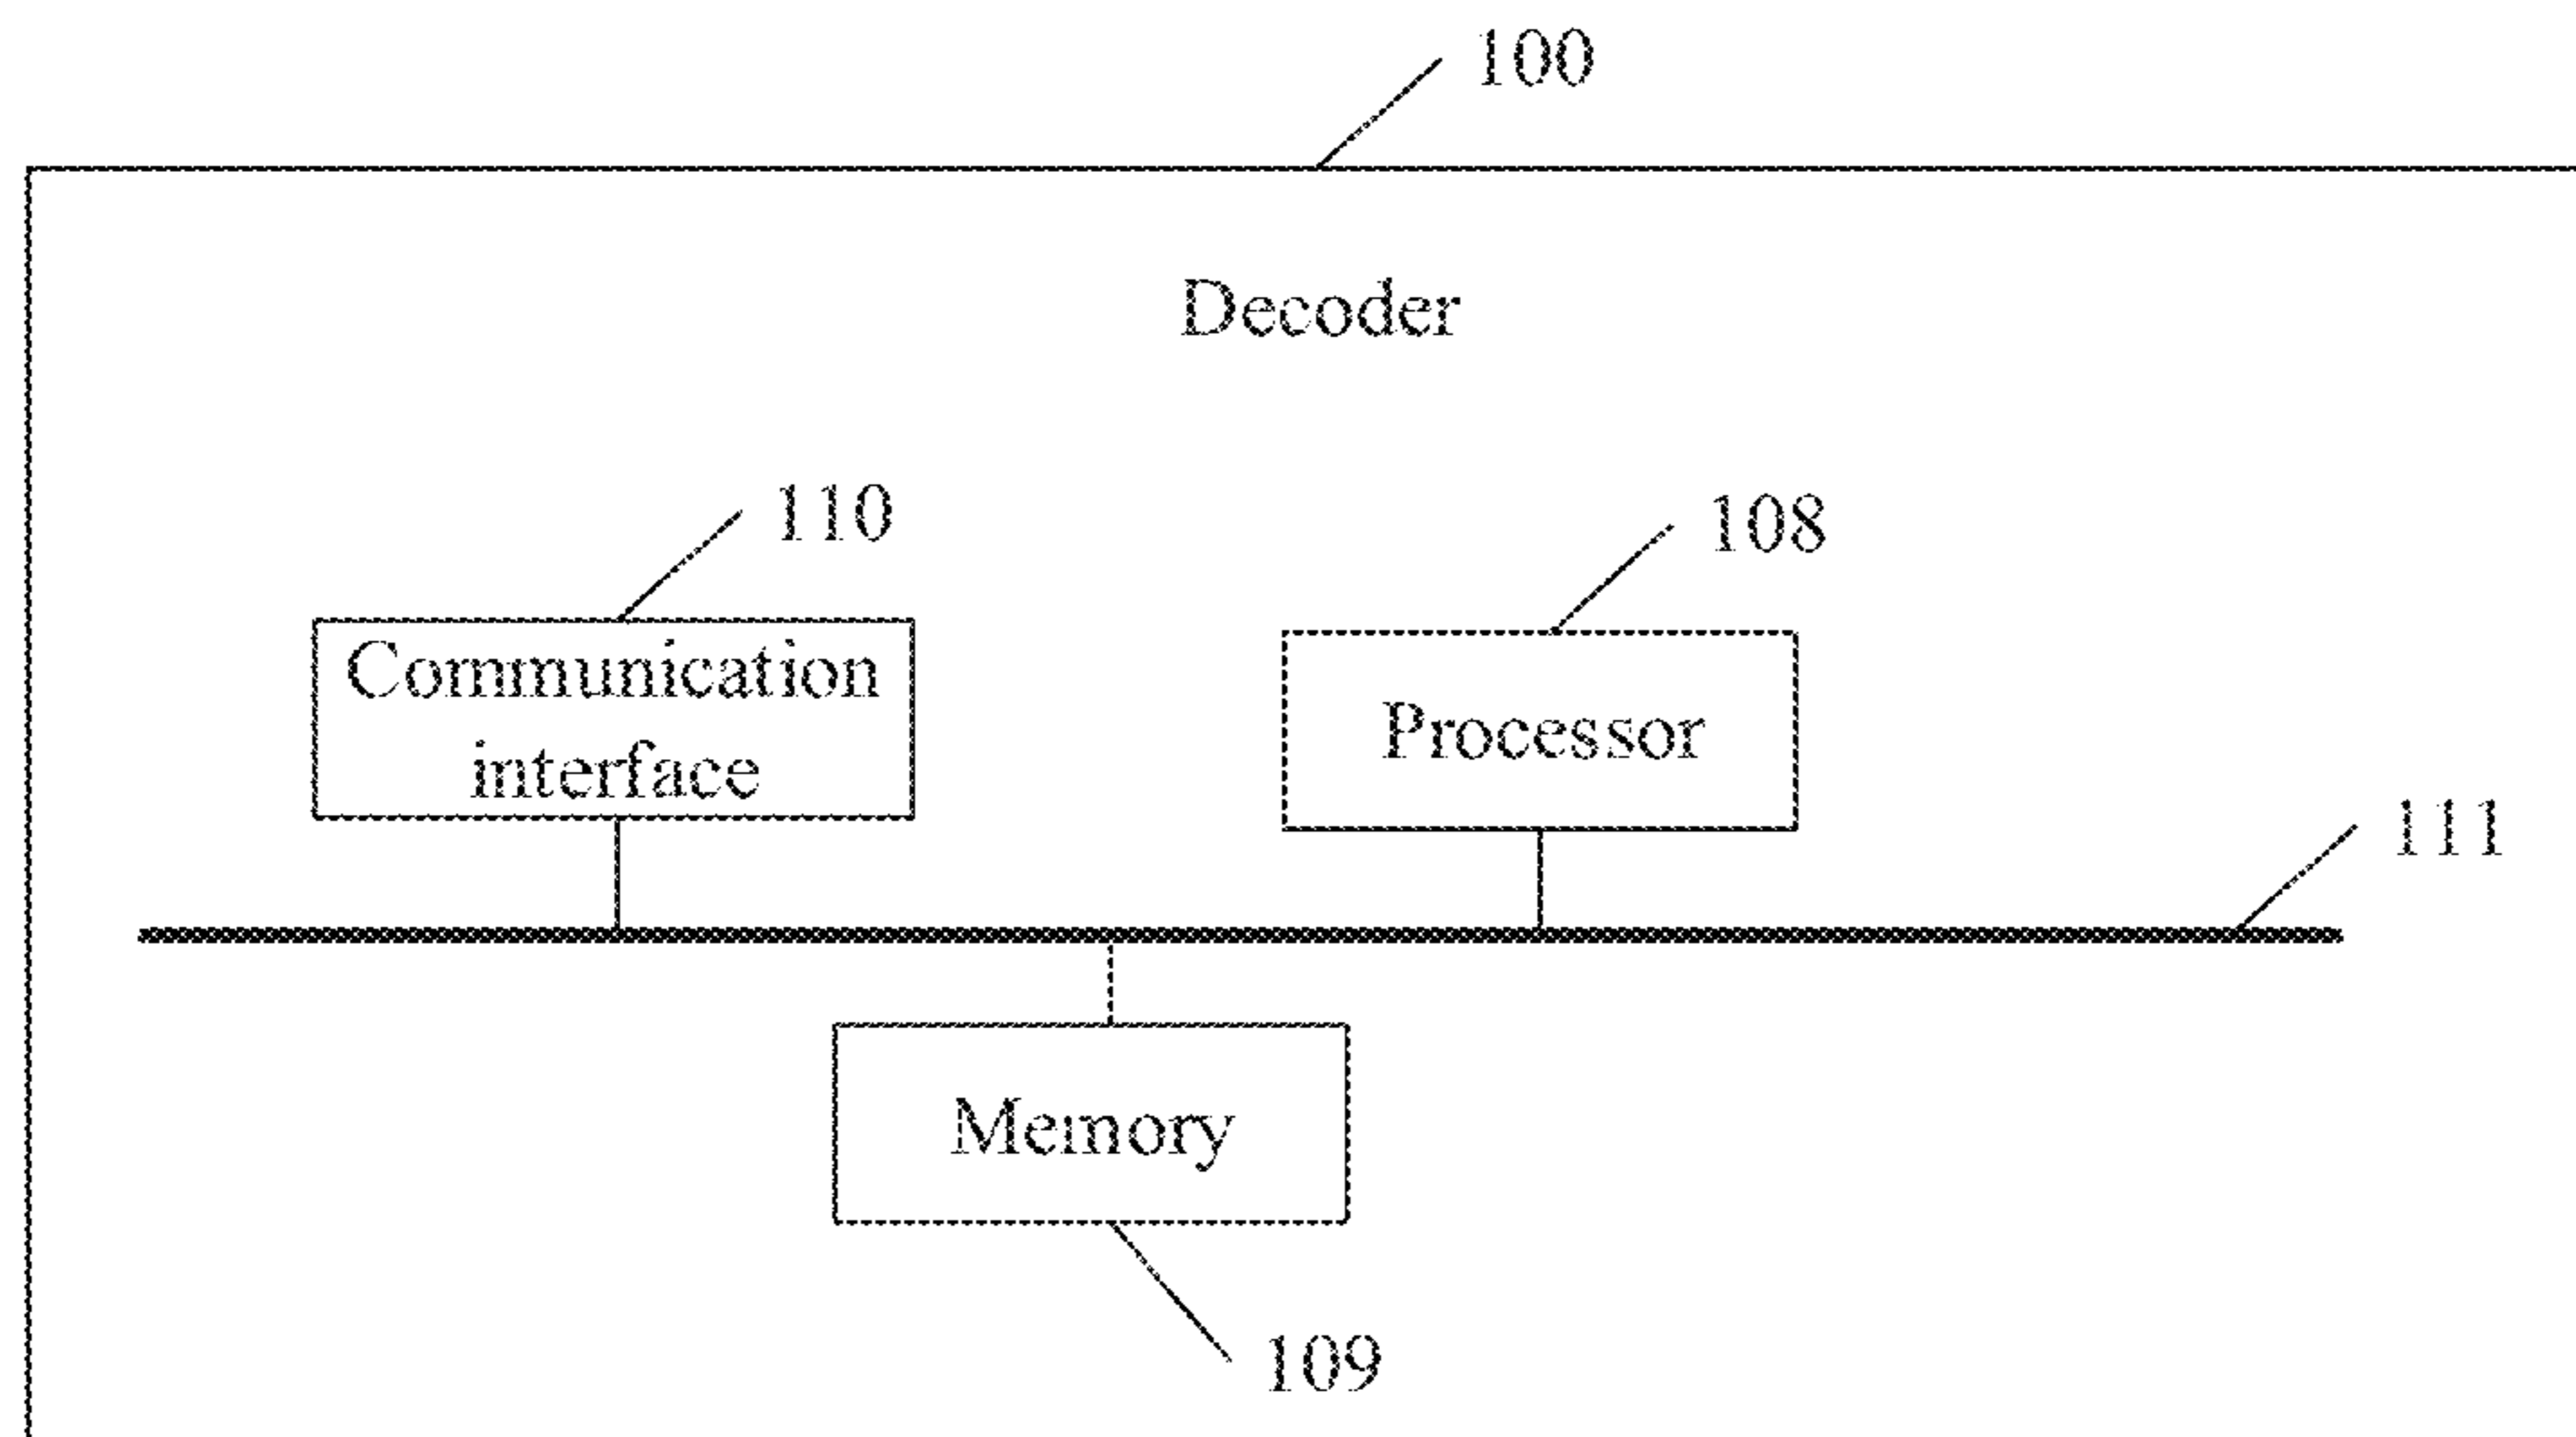 100
Decoder
110
108
Communication
interface
Processor
111
Memory
109